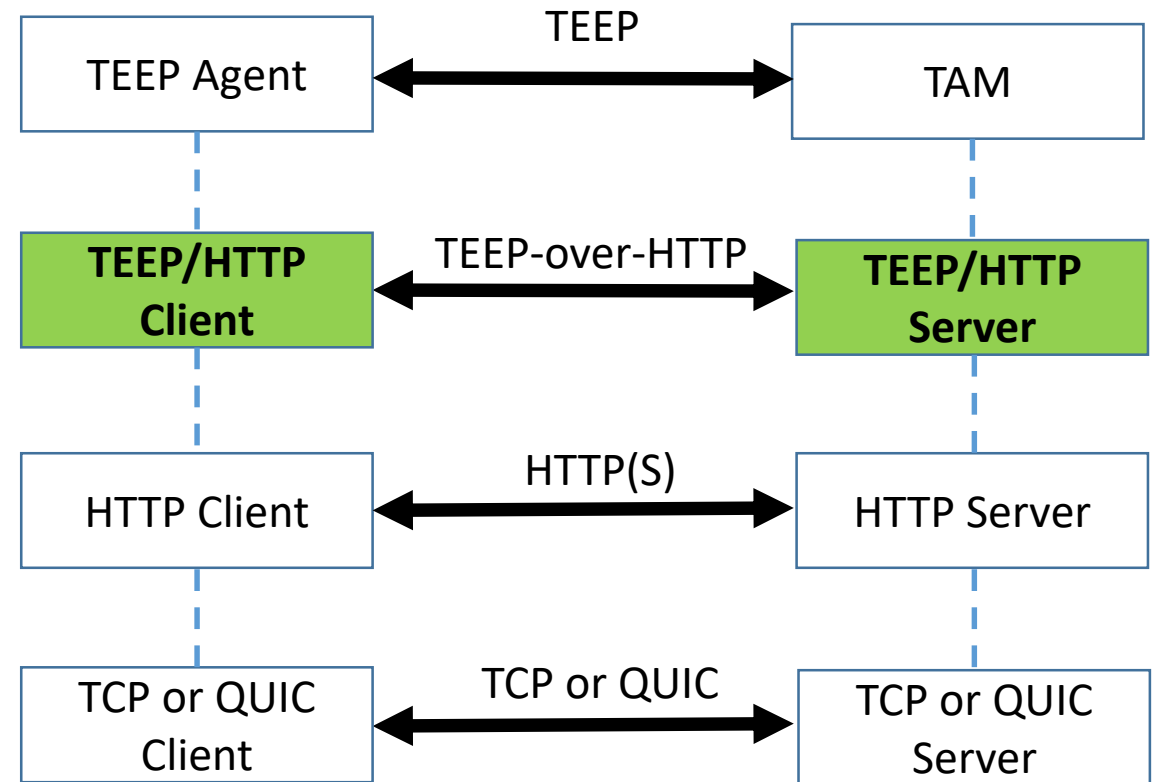 TEEP
TEEP Agent
TAM
TEEP-over-HTTP
TEEP/HTTP
Client
TEEP/HTTP
Server
HTTP(S)
HTTP Client
HTTP Server
TCP or QUIC
TCP or QUIC
Client
TCP or QUIC
Server